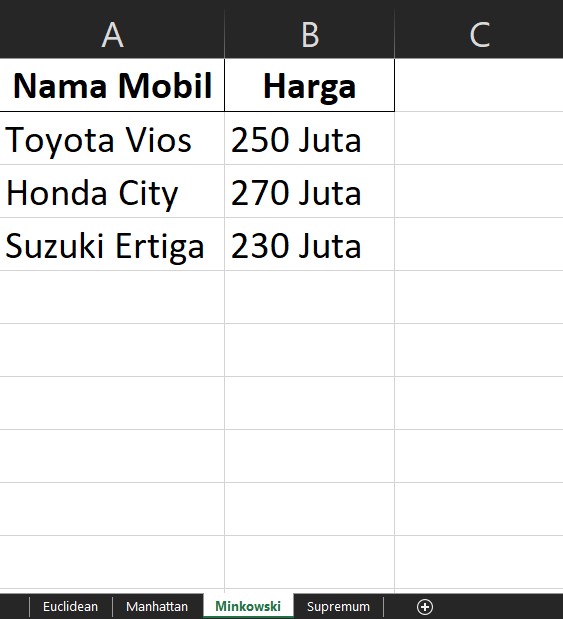 A B C
Nama Mobil Harga
Toyota Vios 250 Juta
Honda City 270 Juta
Suzuki Ertiga 230 Juta
Euclidean Manhattan Minkowski Supremum